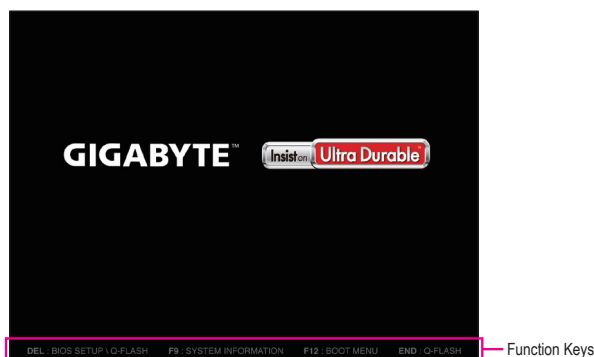 GIGABYTE™
Insist on Ultra Durable™
DEL : BIOS SETUP \ Q-FLASH F9 : SYSTEM INFORMATION F12 : BOOT MENU END : Q-FLASH
Function Keys